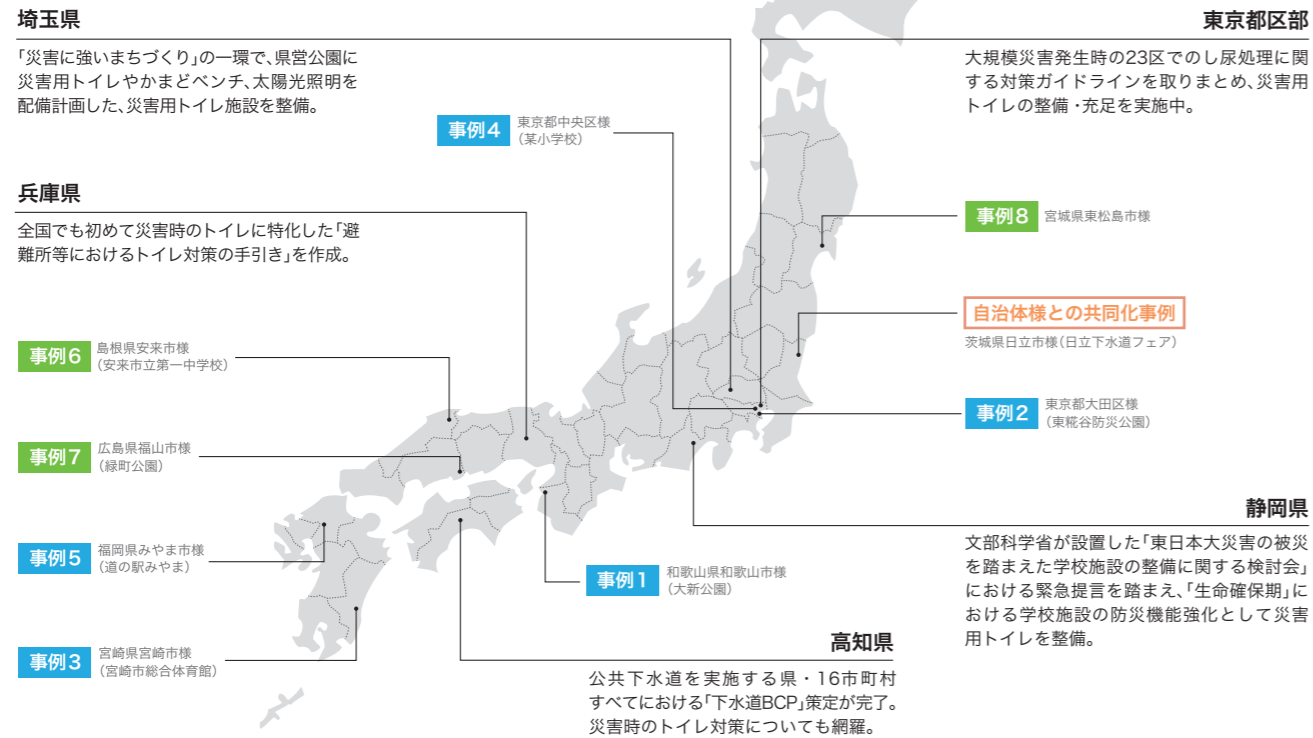 埼玉県
「災害に強いまちづくり」の一環で、県営公園に
災害用トイレやかまどベンチ、太陽光照明を
配備計画した、災害用トイレ施設を整備。
東京都区部
大規模災害発生時の23区でのし尿処理に関
する対策ガイドラインを取りまとめ、災害用
トイレの整備・充足を実施中。
事例4 東京都中央区様
（某小学校）
兵庫県
全国でも初めて災害時のトイレに特化した「避
難所等におけるトイレ対策の手引き」を作成。
事例8 宮城県東松島市様
自治体様との共同化事例
茨城県日立市様（日立下水道フェア）
事例6 島根県安来市様
（安来市立第一中学校）
事例2 東京都大田区様
（東糀谷防災公園）
事例7 広島県福山市様
（緑町公園）
静岡県
文部科学省が設置した「東日本大災害の被災
を踏まえた学校施設の整備に関する検討会」
における緊急提言を踏まえ、「生命確保期」に
おける学校施設の防災機能強化として災害
用トイレを整備。
事例5 福岡県みやま市様
（道の駅みやま）
事例1 和歌山県和歌山市様
（大新公園）
事例3 宮崎県宮崎市様
（宮崎市総合体育館）
高知県
公共下水道を実施する県・16市町村
すべてにおける「下水道BCP」策定が完了。
災害時のトイレ対策についても網羅。